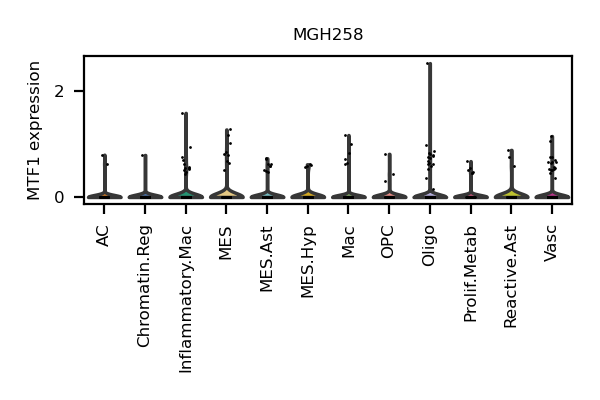 MGH258
MTF1 expression
2
0
AC
Chromatin.Reg
Inflammatory.Mac
MES
MES.Ast
MES.Hyp
Mac
OPC
Oligo
Prolif.Metab
Reactive.Ast
Vasc